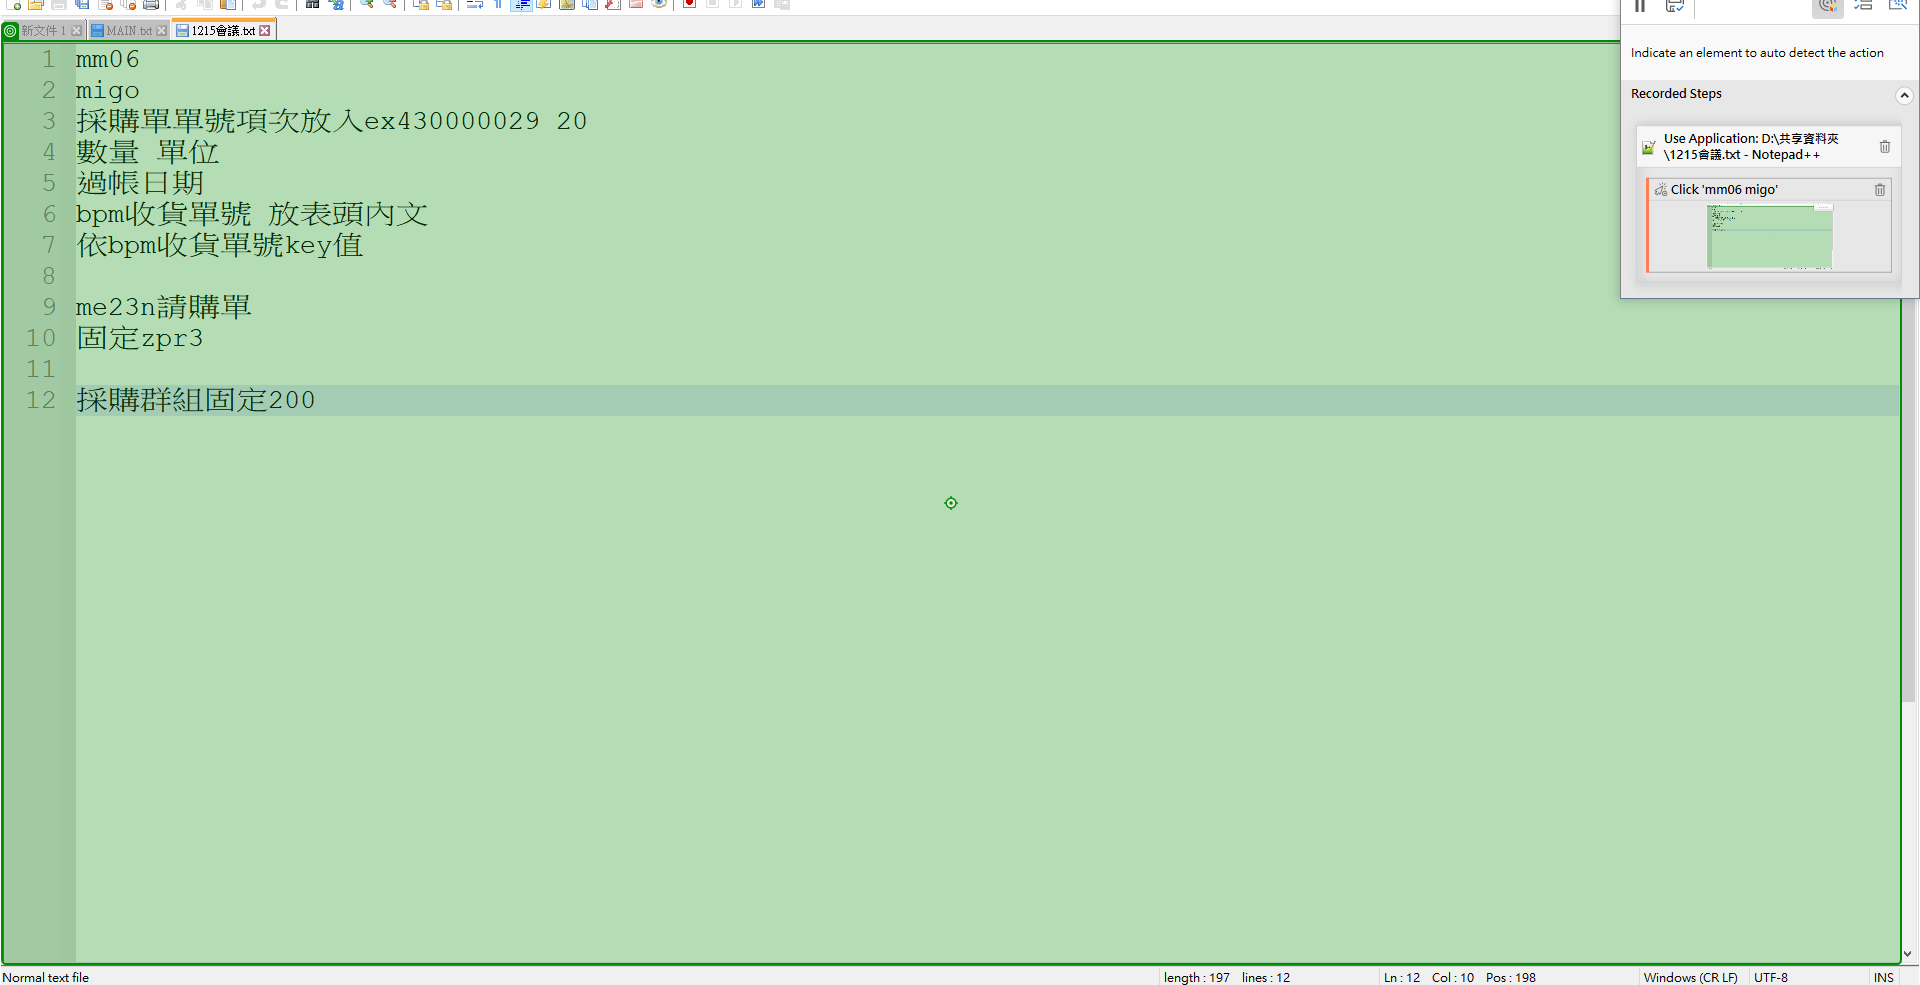 新文件 1
MAIN.txt
1215會議.txt
1 mm06
2 migo
3 採購單單號項次放入ex430000029 20
4 數量 單位
5 過帳日期
6 bpm收貨單號 放表頭內文
7 依bpm收貨單號key值
8
9 me23n請購單
10 固定zpr3
11
12 採購群組固定200
Indicate an element to auto detect the action
Recorded Steps
Use Application: D:\共享資料夾
\1215會議.txt - Notepad++
Click 'mm06 migo'
Normal text file
length : 197 lines : 12
Ln : 12 Col : 10 Pos : 198
Windows (CR LF)
UTF-8
INS